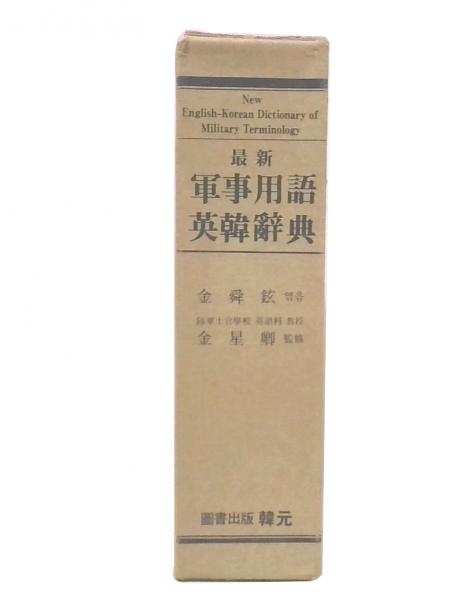 New
English-Korean Dictionary of
Military Terminology
最新
軍事用語
英韓辭典
金舜鉉 엮음
陸軍士官學校 英語科 敎授
金星卿 監修
圖書出版 韓元